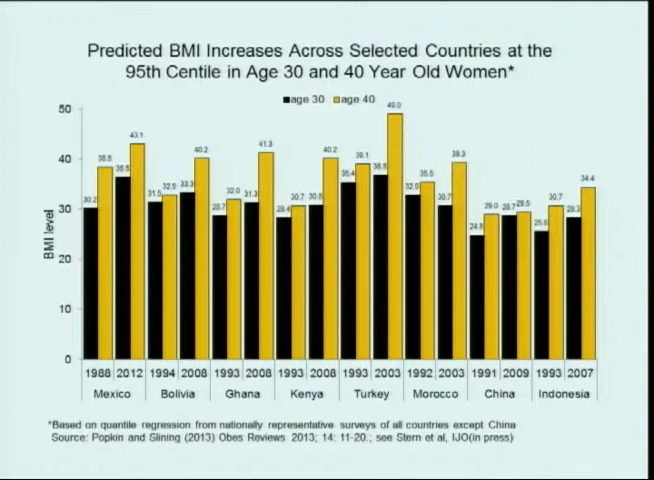 Predicted BMI Increases Across Selected Countries at the
95th Centile in Age 30 and 40 Year Old Women*
age 30 age 40
50
40
30
20
10
0
BMI level
30.2 38.5 36.5 43.1 31.5 32.9 33.3 40.2 28.7 32.0 31.3 41.3 28.4 30.7 30.8 40.2 35.4 39.1 36.8 49.0 32.9 35.5 30.7 39.3 24.8 29.0 28.7 29.5 25.6 30.7 28.3 34.4
1988 2012 1994 2008 1993 2008 1993 2008 1993 2003 1992 2003 1991 2009 1993 2007
Mexico Bolivia Ghana Kenya Turkey Morocco China Indonesia
*Based on quantile regression from nationally representative surveys of all countries except China
Source: Popkin and Slining (2013) Obes Reviews 2013; 14: 11-20.; see Stern et al, IJO(in press)